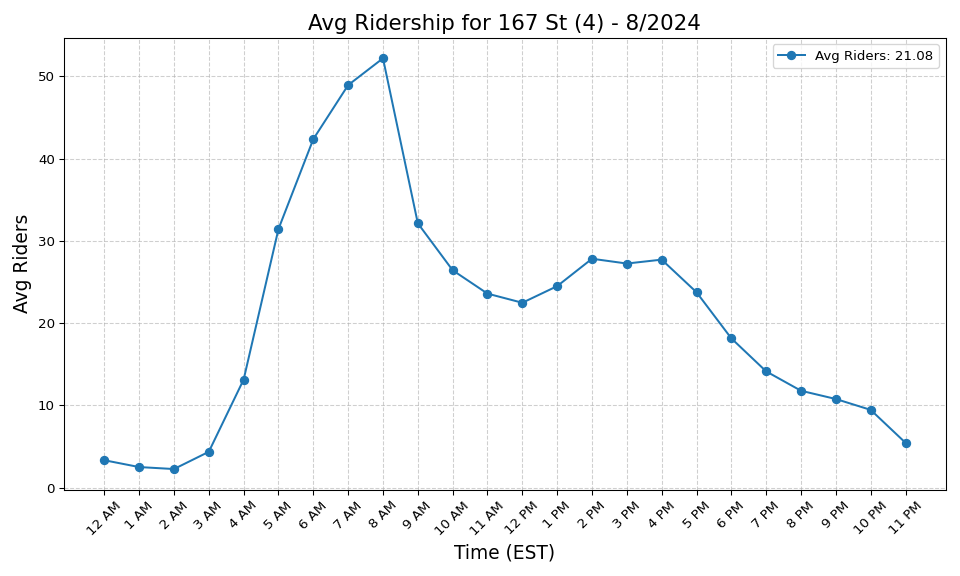 Avg Ridership for 167 St (4) - 8/2024
Avg Riders: 21.08
Avg Riders
50
40
30
20
10
0
12 AM
1 AM
2 AM
3 AM
4 AM
5 AM
6 AM
7 AM
8 AM
9 AM
10 AM
11 AM
12 PM
1 PM
2 PM
3 PM
4 PM
5 PM
6 PM
7 PM
8 PM
9 PM
10 PM
11 PM
Time (EST)